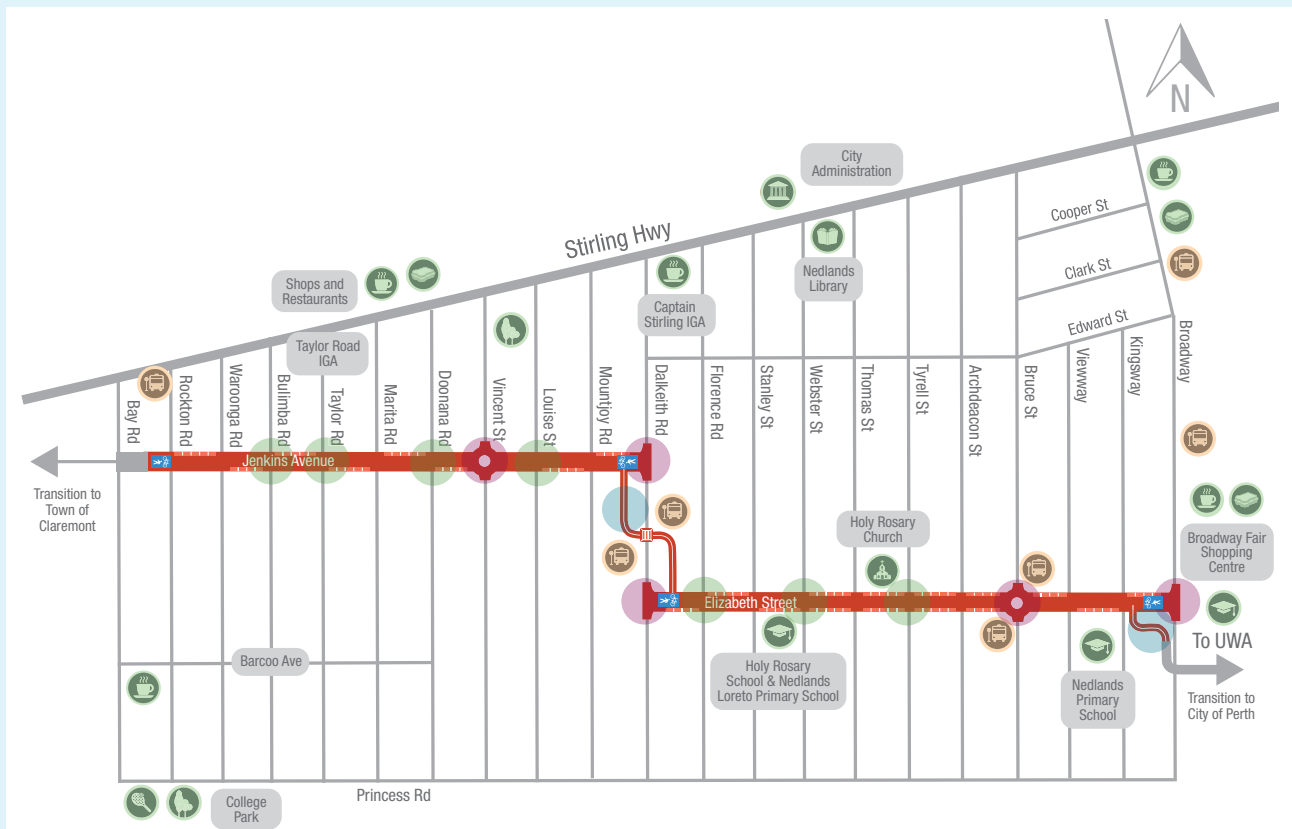 N
City
Administration
Stirling Hwy
Cooper St
Clark St
Edward St
Shops and
Restaurants
Captain
Stirling IGA
Nedlands
Library
Taylor Road
IGA
Bay Rd
Rockton Rd
Waroonga Rd
Bulimba Rd
Taylor Rd
Marita Rd
Doonana Rd
Vincent St
Louise St
Mountjoy Rd
Dalkeith Rd
Florence Rd
Stanley St
Webster St
Thomas St
Tyrell St
Archdeacon St
Bruce St
Viewway
Kingsway
Broadway
Jenkins Avenue
Transition to
Town of
Claremont
Holy Rosary
Church
Broadway Fair
Shopping
Centre
Elizabeth Street
To UWA
Barcoo Ave
Holy Rosary
School & Nedlands
Loreto Primary School
Nedlands
Primary
School
Transition to
City of Perth
College
Park
Princess Rd